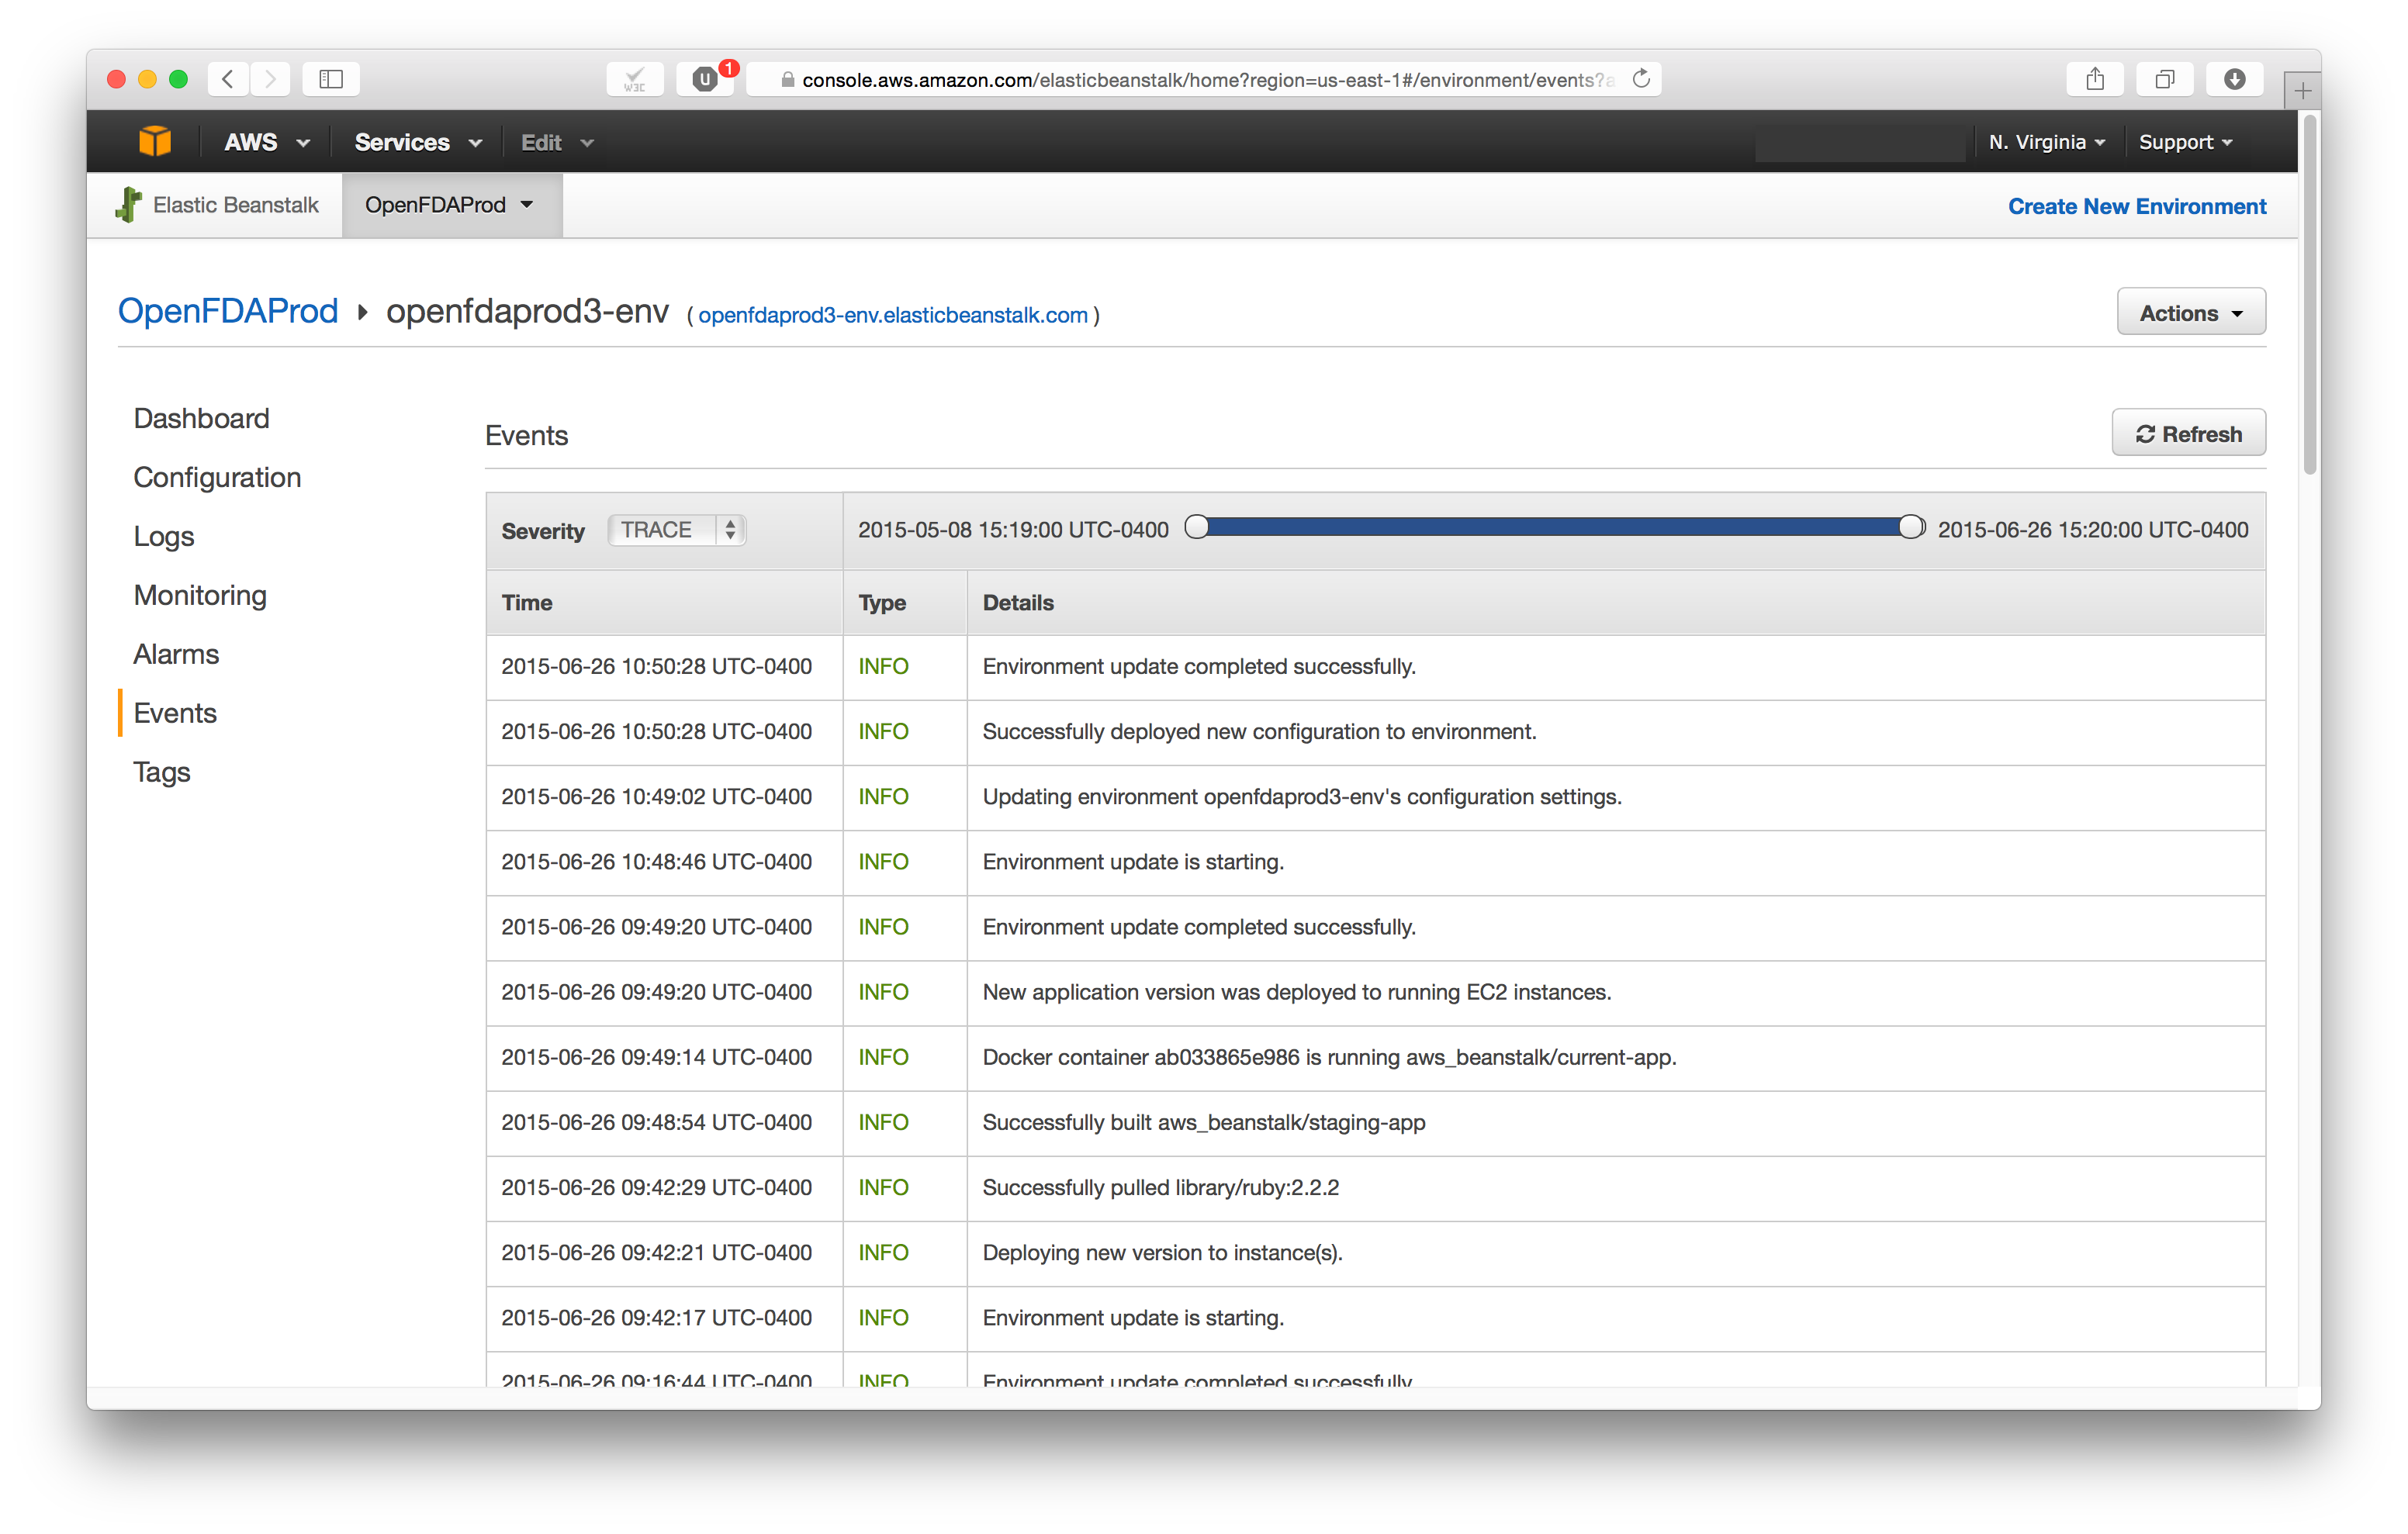 W3C
U
1
console.aws.amazon.com/elasticbeanstalk/home?region=us-east-1#/environment/events?a
AWS Services Edit N. Virginia Support
Elastic Beanstalk OpenFDAProd Create New Environment
OpenFDAProd openfdaprod3-env ( openfdaprod3-env.elasticbeanstalk.com )
Actions
Dashboard
Configuration
Logs
Monitoring
Alarms
Events
Tags
Events
Refresh
Severity TRACE 2015-05-08 15:19:00 UTC-0400 2015-06-26 15:20:00 UTC-0400
Time Type Details
2015-06-26 10:50:28 UTC-0400 INFO Environment update completed successfully.
2015-06-26 10:50:28 UTC-0400 INFO Successfully deployed new configuration to environment.
2015-06-26 10:49:02 UTC-0400 INFO Updating environment openfdaprod3-env's configuration settings.
2015-06-26 10:48:46 UTC-0400 INFO Environment update is starting.
2015-06-26 09:49:20 UTC-0400 INFO Environment update completed successfully.
2015-06-26 09:49:20 UTC-0400 INFO New application version was deployed to running EC2 instances.
2015-06-26 09:49:14 UTC-0400 INFO Docker container ab033865e986 is running aws_beanstalk/current-app.
2015-06-26 09:48:54 UTC-0400 INFO Successfully built aws_beanstalk/staging-app
2015-06-26 09:42:29 UTC-0400 INFO Successfully pulled library/ruby:2.2.2
2015-06-26 09:42:21 UTC-0400 INFO Deploying new version to instance(s).
2015-06-26 09:42:17 UTC-0400 INFO Environment update is starting.
2015-06-26 09:16:44 UTC-0400 INFO Environment update completed successfully.